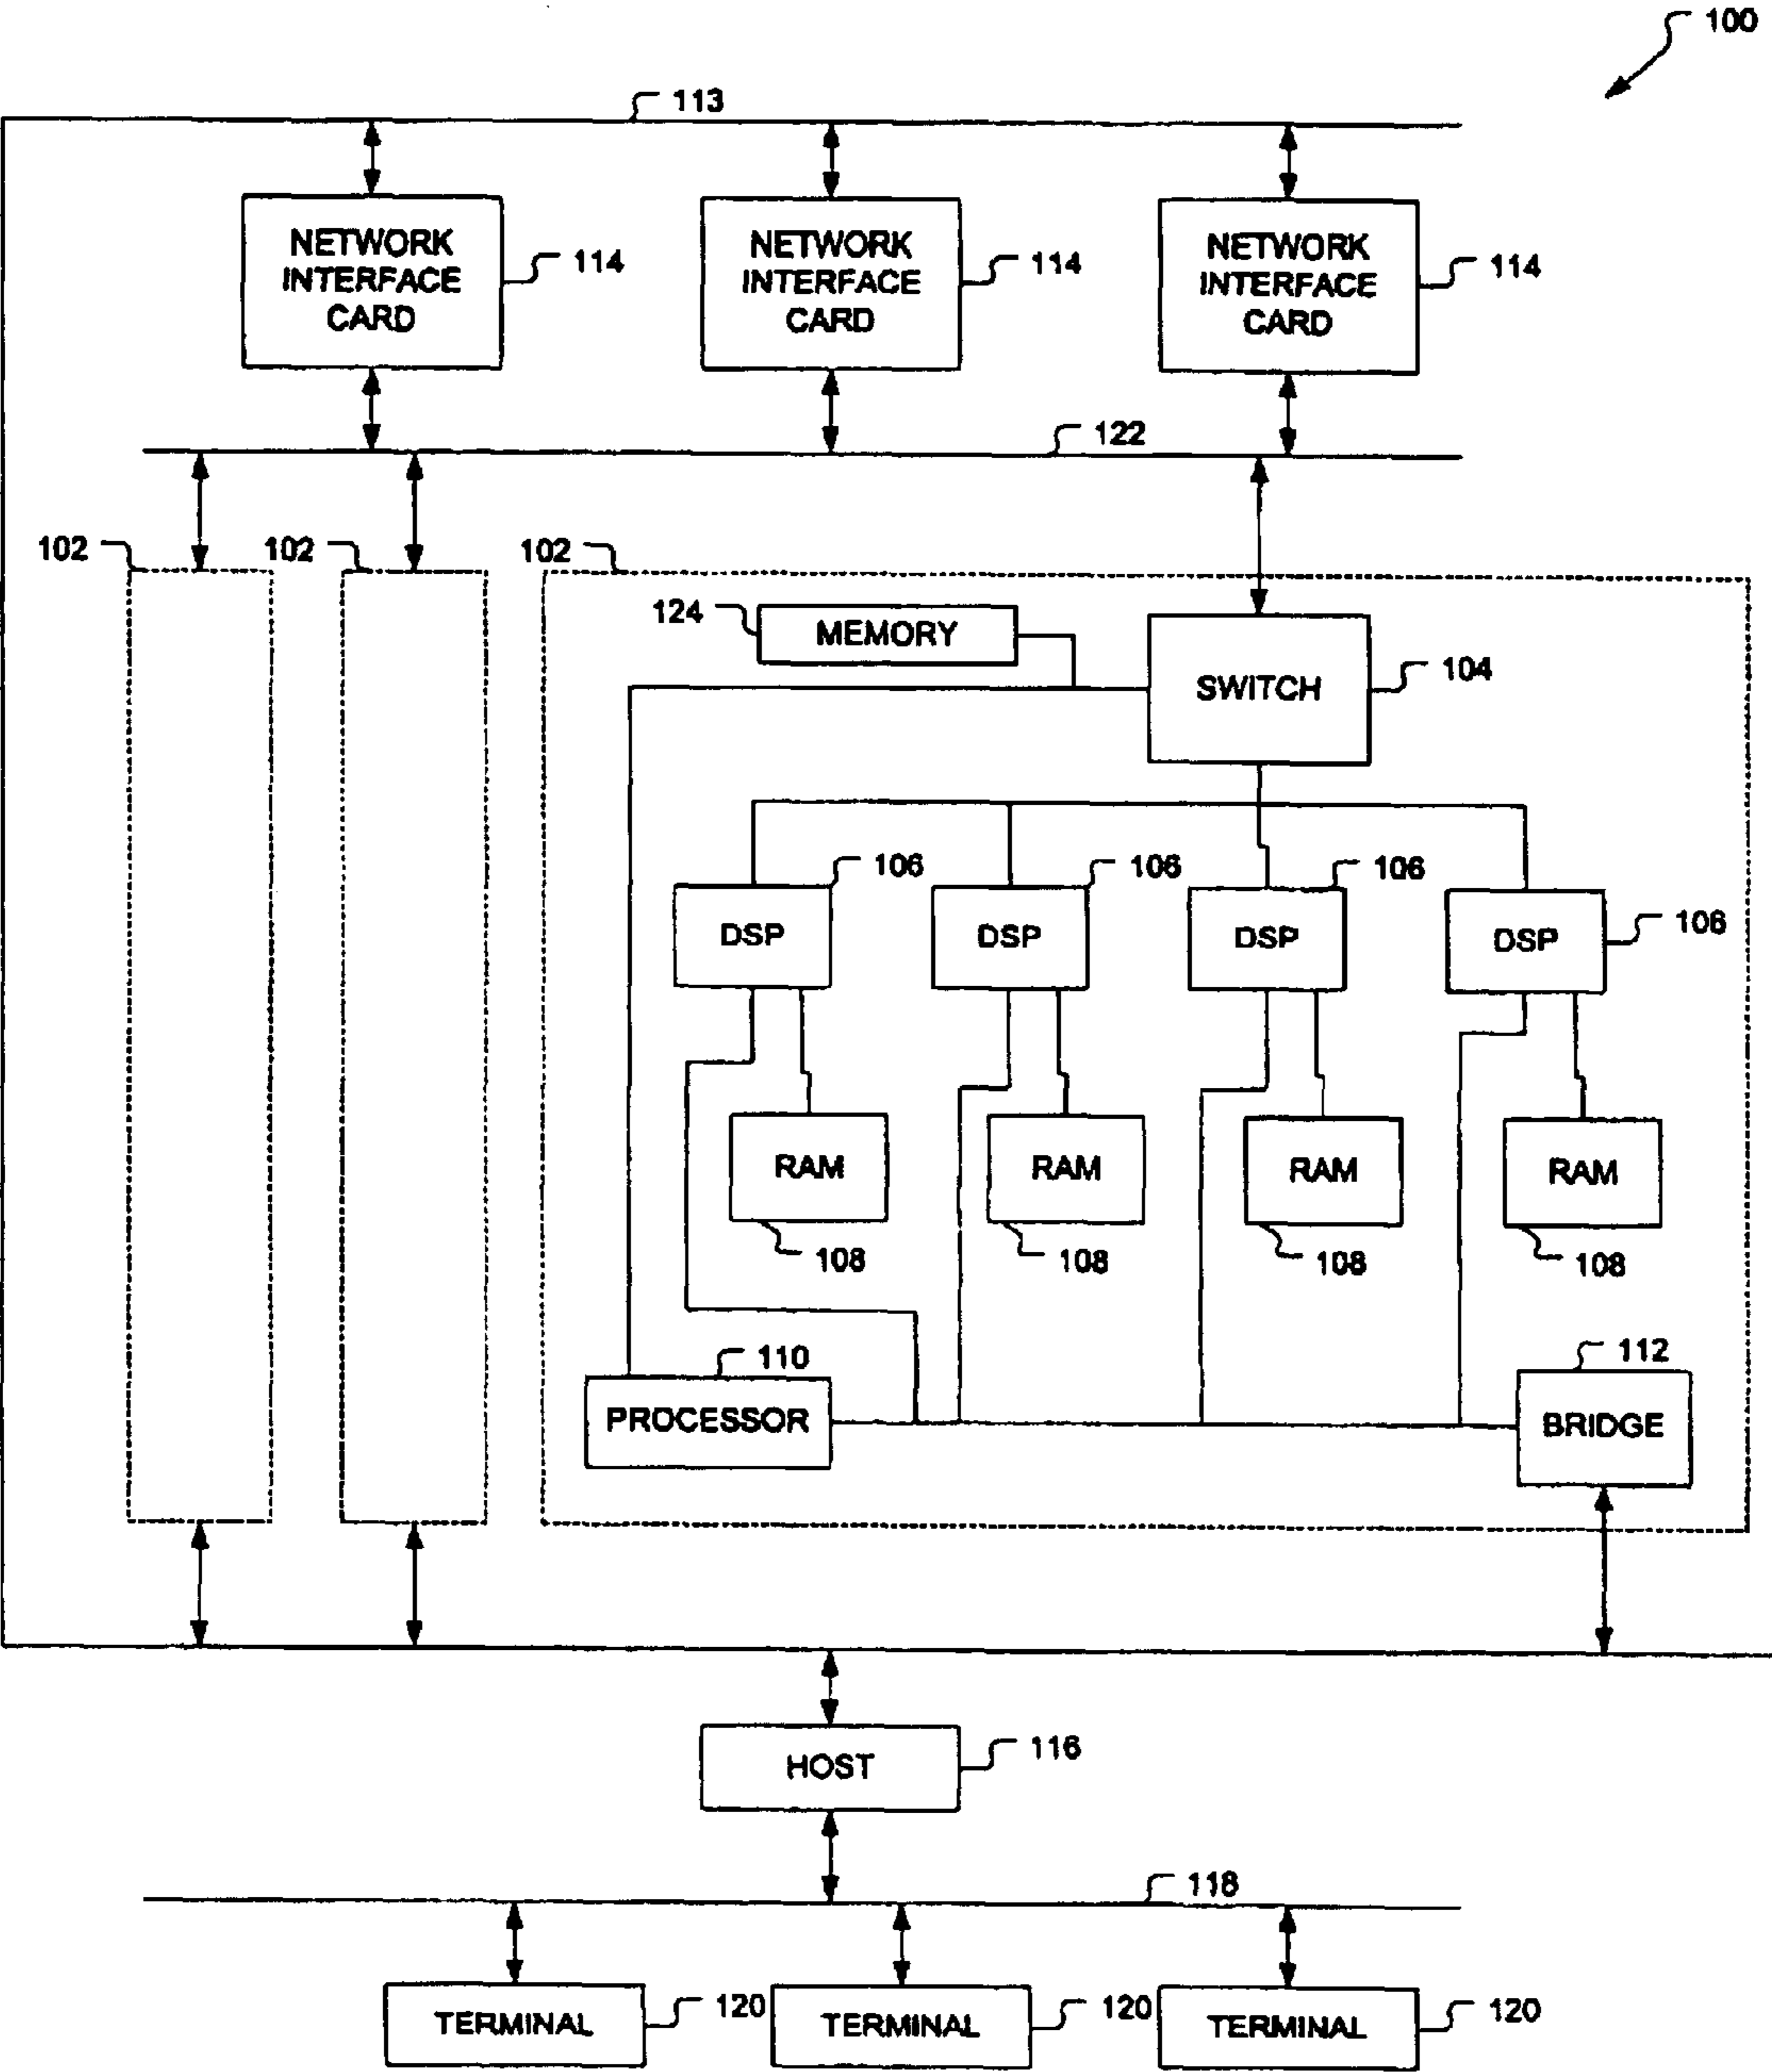 100
113
NETWORK
INTERFACE
CARD
114
NETWORK
INTERFACE
CARD
114
NETWORK
INTERFACE
CARD
114
122
102
102
102
124
MEMORY
SWITCH
104
106
106
106
DSP
DSP
DSP
DSP
106
RAM
RAM
RAM
RAM
108
108
108
108
110
112
PROCESSOR
BRIDGE
HOST
116
118
TERMINAL
120
TERMINAL
120
TERMINAL
120